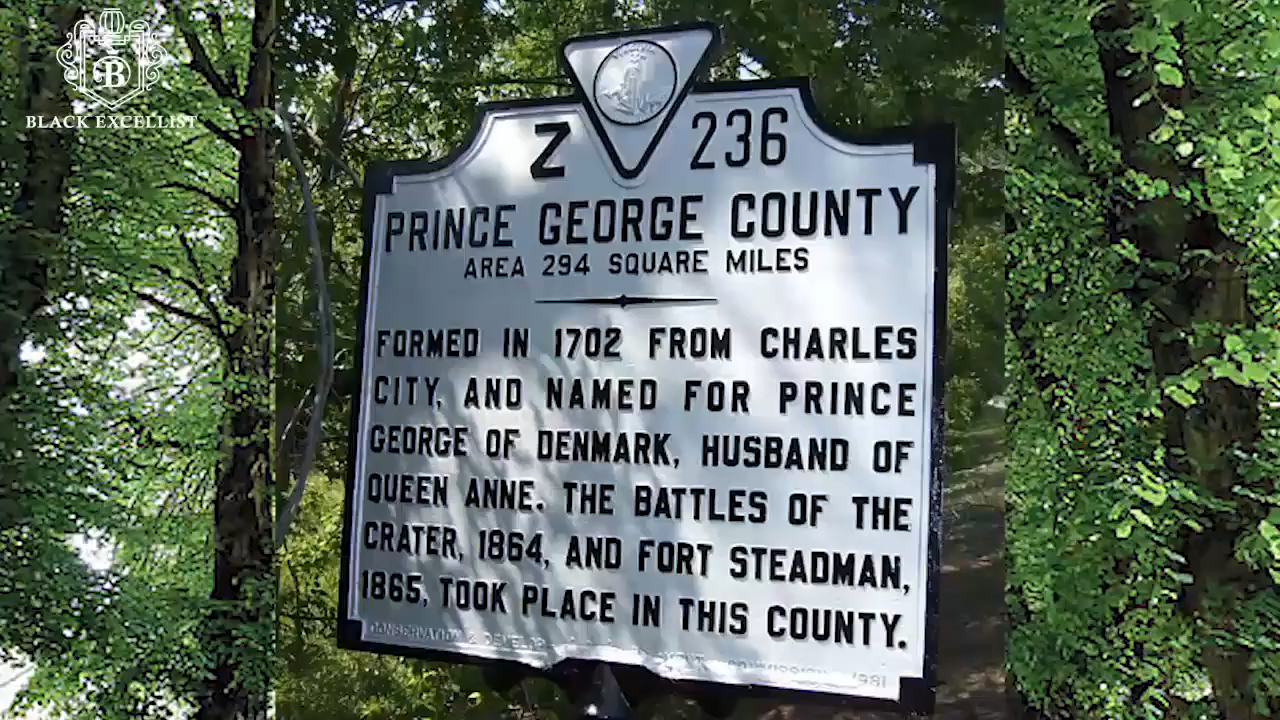 B
BLACK EXCELLIST
Z 236
PRINCE GEORGE COUNTY
AREA 294 SQUARE MILES
FORMED IN 1702 FROM CHARLES
CITY, AND NAMED FOR PRINCE
GEORGE OF DENMARK, HUSBAND OF
QUEEN ANNE. THE BATTLES OF THE
CRATER, 1864, AND FORT STEADMAN,
1865, TOOK PLACE IN THIS COUNTY.
CONSERVATION & 1981